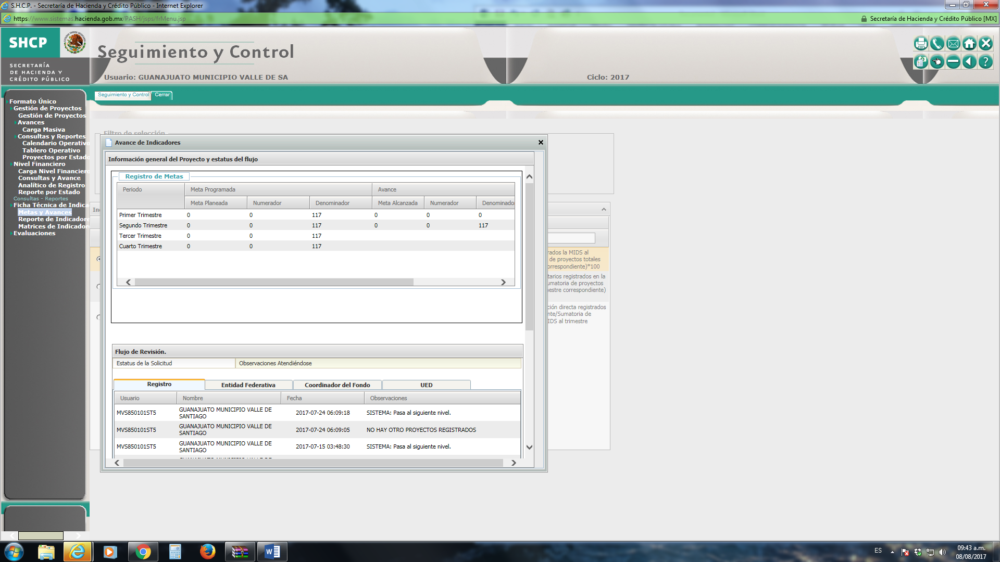 S.H.C.P. - Secretaría de Hacienda y Crédito Público - Internet Explorer
https://www.sistemas.hacienda.gob.mx/PASH/jsps/frMenu.jsp
Secretaría de Hacienda y Crédito Público [MX]
SHCP
SECRETARÍA
DE HACIENDA Y
CRÉDITO PÚBLICO
Seguimiento y Control
Usuario: GUANAJUATO MUNICIPIO VALLE DE SA
Ciclo: 2017
Seguimiento y Control
Cerrar
Formato Único
Gestión de Proyectos
Gestión de Proyectos
Avances
Carga Masiva
Consultas y Reportes
Calendario Operativo
Tablero Operativo
Proyectos por Estado
Nivel Financiero
Carga Nivel Financiero
Consultas y Avance
Analítico de Registro
Reporte por Estado
Consultas - Reportes
Ficha Técnica de Indica
Metas y Avances
Reporte de Indicadore
Matrices de Indicador
Evaluaciones
Filtro de selección
Avance de Indicadores
Información general del Proyecto y estatus del flujo
Registro de Metas
Periodo Meta Programada Avance
Meta Planeada Numerador Denominador Meta Alcanzada Numerador Denominado
Primer Trimestre 0 0 117 0 0 0
Segundo Trimestre 0 0 117 0 0 117
Tercer Trimestre 0 0 117
Cuarto Trimestre 0 0 117
In
rados la MIDS al
de proyectos totales
orrespondiente)*100
tarios registrados en la
umatoria de proyectos
nestre correspondiente)
ción directa registrados
nte/Sumatoria de
IDS al trimestre
Flujo de Revisión.
Estatus de la Solicitud Observaciones Atendiéndose
Registro Entidad Federativa Coordinador del Fondo UED
Usuario Nombre Fecha Observaciones
MVS850101ST5 GUANAJUATO MUNICIPIO VALLE DE SANTIAGO 2017-07-24 06:09:18 SISTEMA: Pasa al siguiente nivel.
MVS850101ST5 GUANAJUATO MUNICIPIO VALLE DE SANTIAGO 2017-07-24 06:09:05 NO HAY OTRO PROYECTOS REGISTRADOS
MVS850101ST5 GUANAJUATO MUNICIPIO VALLE DE SANTIAGO 2017-07-15 03:48:30 SISTEMA: Pasa al siguiente nivel.
ES
09:43 a.m.
08/08/2017